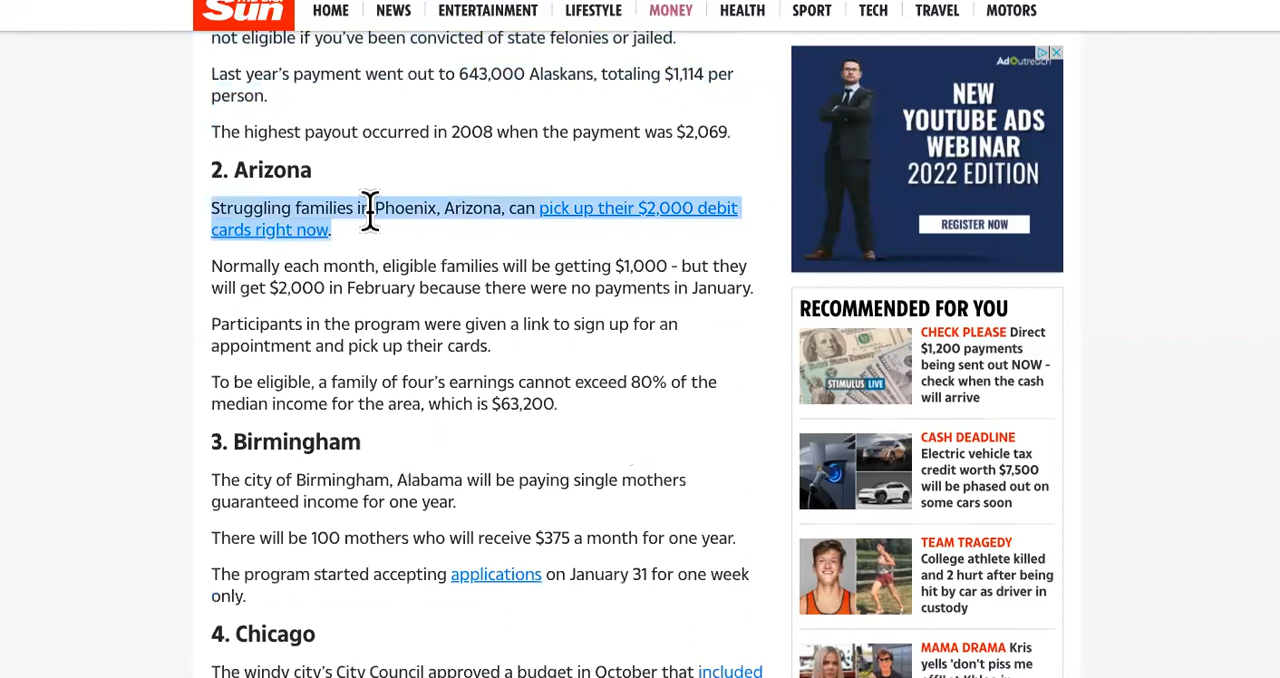 Sun
HOME
NEWS
ENTERTAINMENT
LIFESTYLE
MONEY
HEALTH
SPORT
TECH
TRAVEL
MOTORS
not eligible if you've been convicted of state felonies or jailed.
Last year's payment went out to 643,000 Alaskans, totaling $1,114 per
person.
The highest payout occurred in 2008 when the payment was $2,069.
2. Arizona
Struggling families in Phoenix, Arizona, can pick up their $2,000 debit
cards right now.
Normally each month, eligible families will be getting $1,000 - but they
will get $2,000 in February because there were no payments in January.
Participants in the program were given a link to sign up for an
appointment and pick up their cards.
To be eligible, a family of four's earnings cannot exceed 80% of the
median income for the area, which is $63,200.
3. Birmingham
The city of Birmingham, Alabama will be paying single mothers
guaranteed income for one year.
There will be 100 mothers who will receive $375 a month for one year.
The program started accepting applications on January 31 for one week
only.
4. Chicago
The windy city's City Council approved a budget in October that included
AdOutreach
NEW
YOUTUBE ADS
WEBINAR
2022 EDITION
REGISTER NOW
RECOMMENDED FOR YOU
STIMULUS LIVE
CHECK PLEASE Direct
$1,200 payments
being sent out NOW -
check when the cash
will arrive
CASH DEADLINE
Electric vehicle tax
credit worth $7,500
will be phased out on
some cars soon
TEAM TRAGEDY
College athlete killed
and 2 hurt after being
hit by car as driver in
custody
MAMA DRAMA Kris
yells 'don't piss me